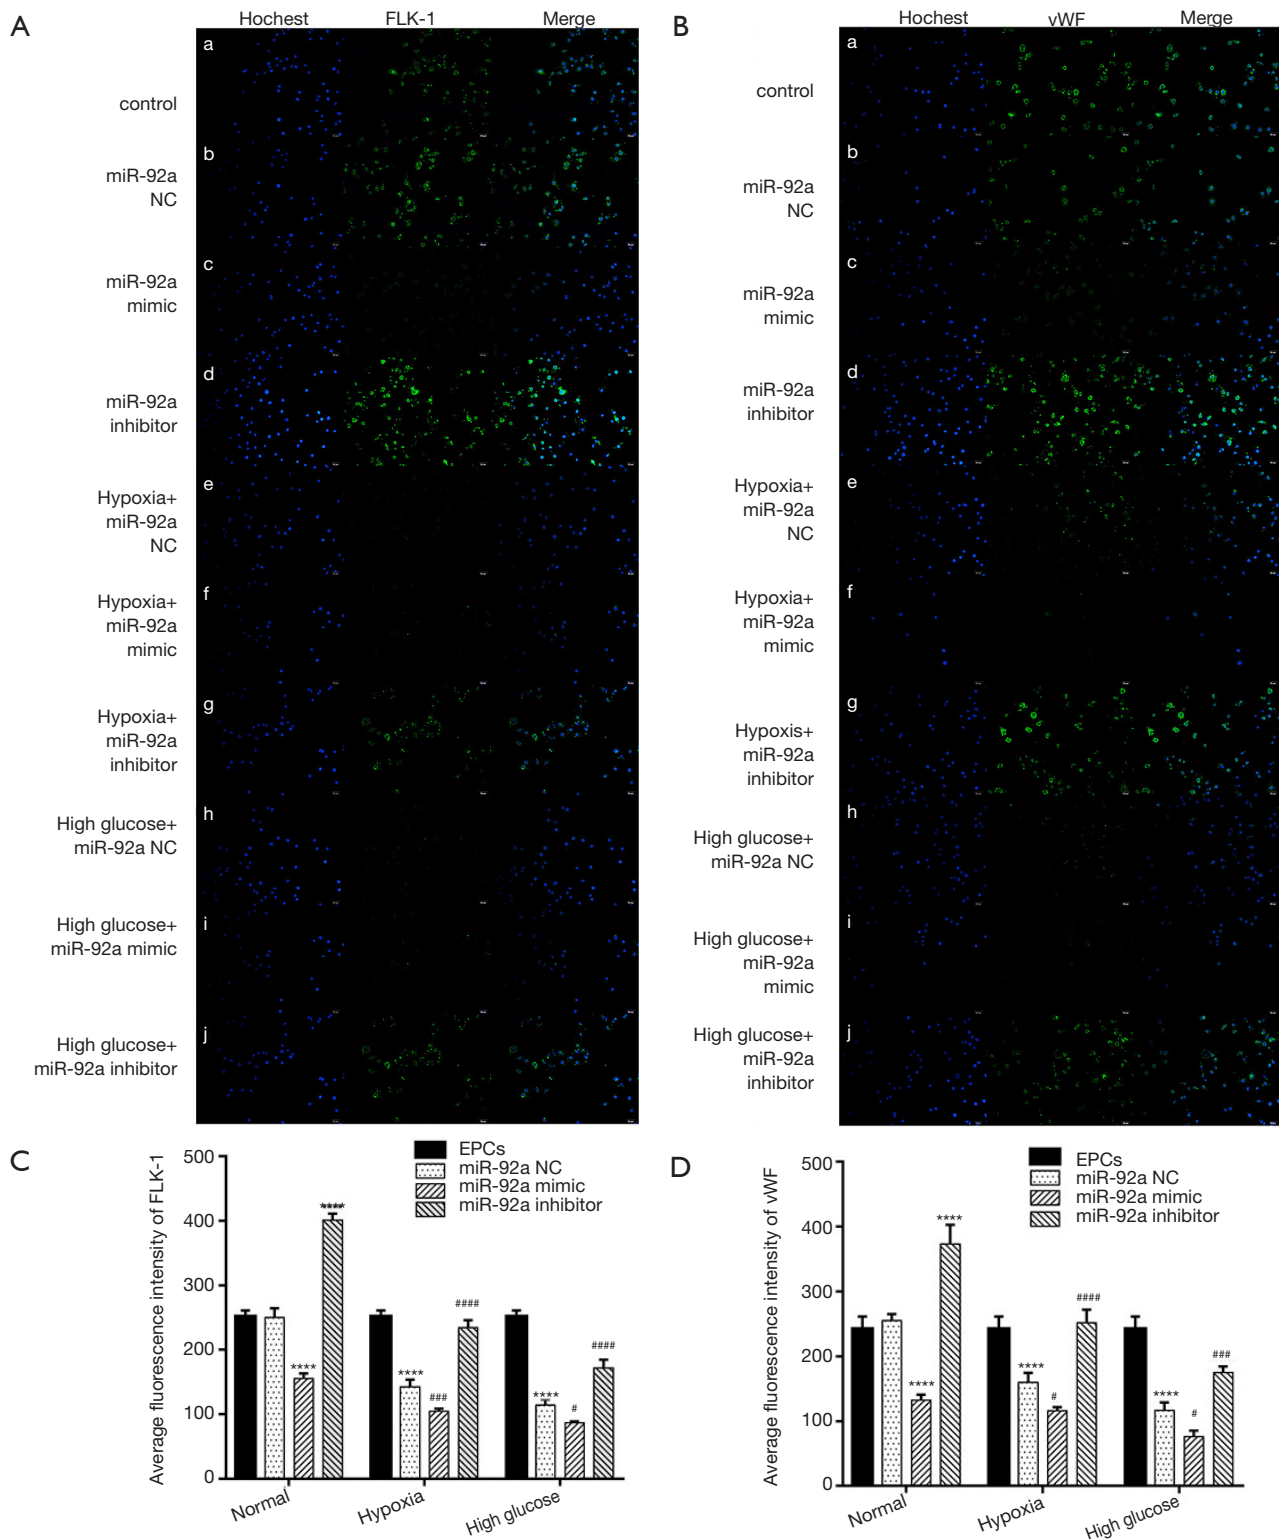 A
Hochest FLK-1 Merge
a
control
b
miR-92a
NC
c
miR-92a
mimic
d
miR-92a
inhibitor
e
Hypoxia+
miR-92a
NC
f
Hypoxia+
miR-92a
mimic
g
Hypoxia+
miR-92a
inhibitor
h
High glucose+
miR-92a NC
i
High glucose+
miR-92a mimic
j
High glucose+
miR-92a inhibitor
B
Hochest vWF Merge
a
control
b
miR-92a
NC
c
miR-92a
mimic
d
miR-92a
inhibitor
e
Hypoxia+
miR-92a
NC
f
Hypoxia+
miR-92a
mimic
g
Hypoxis+
miR-92a
inhibitor
h
High glucose+
miR-92a NC
i
High glucose+
miR-92a
mimic
j
High glucose+
miR-92a
inhibitor
C
Average fluorescence intensity of FLK-1
500
400
300
200
100
0
EPCs
miR-92a NC
miR-92a mimic
miR-92a inhibitor
**** ****
**** ### ####
**** # ####
Normal Hypoxia High glucose
D
Average fluorescence intensity of vWF
500
400
300
200
100
0
EPCs
miR-92a NC
miR-92a mimic
miR-92a inhibitor
**** ****
**** # ####
**** # ###
Normal Hypoxia High glucose